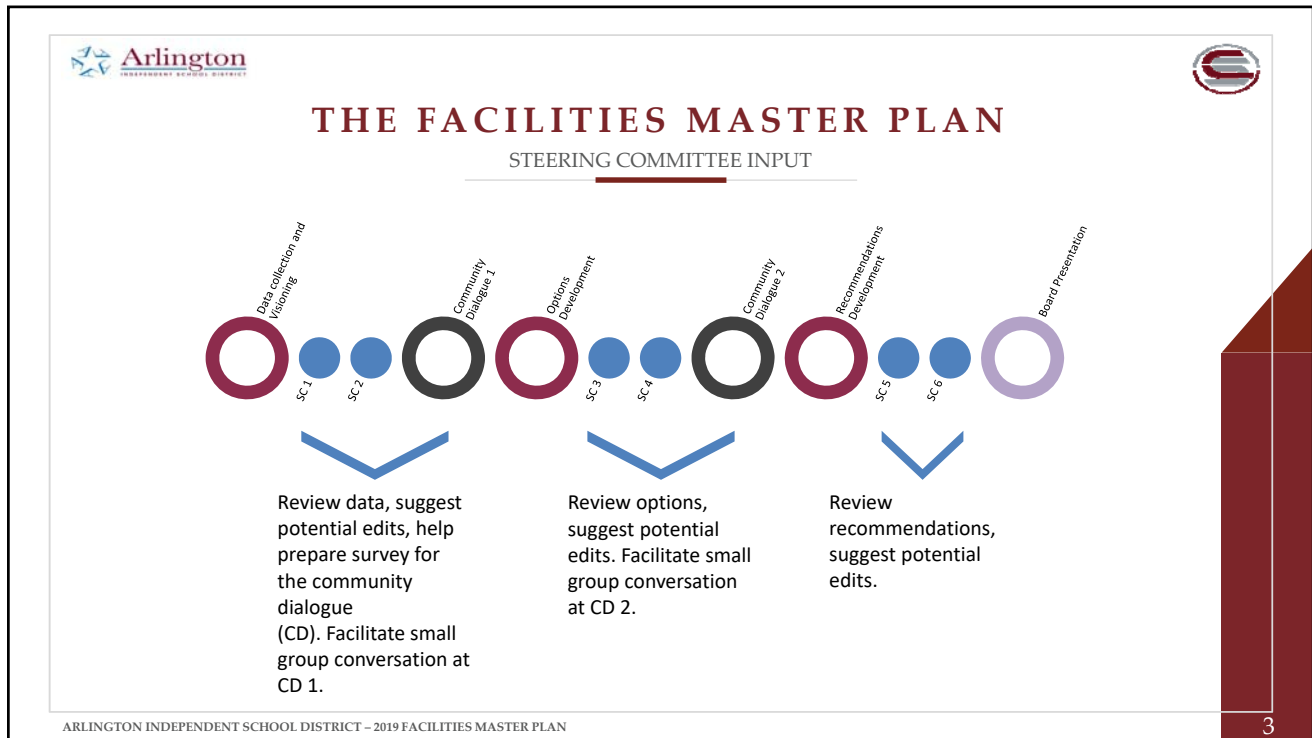 Arlington
INDEPENDENT SCHOOL DISTRICT
THE FACILITIES MASTER PLAN
STEERING COMMITTEE INPUT
Data collection and
Visioning
SC 1
SC 2
Community
Dialogue 1
Options
Development
SC 3
SC 4
Community
Dialogue 2
Recommendations
Development
SC 5
SC 6
Board Presentation
Review data, suggest
potential edits, help
prepare survey for
the community
dialogue
(CD). Facilitate small
group conversation at
CD 1.
Review options,
suggest potential
edits. Facilitate small
group conversation
at CD 2.
Review
recommendations,
suggest potential
edits.
ARLINGTON INDEPENDENT SCHOOL DISTRICT – 2019 FACILITIES MASTER PLAN
3